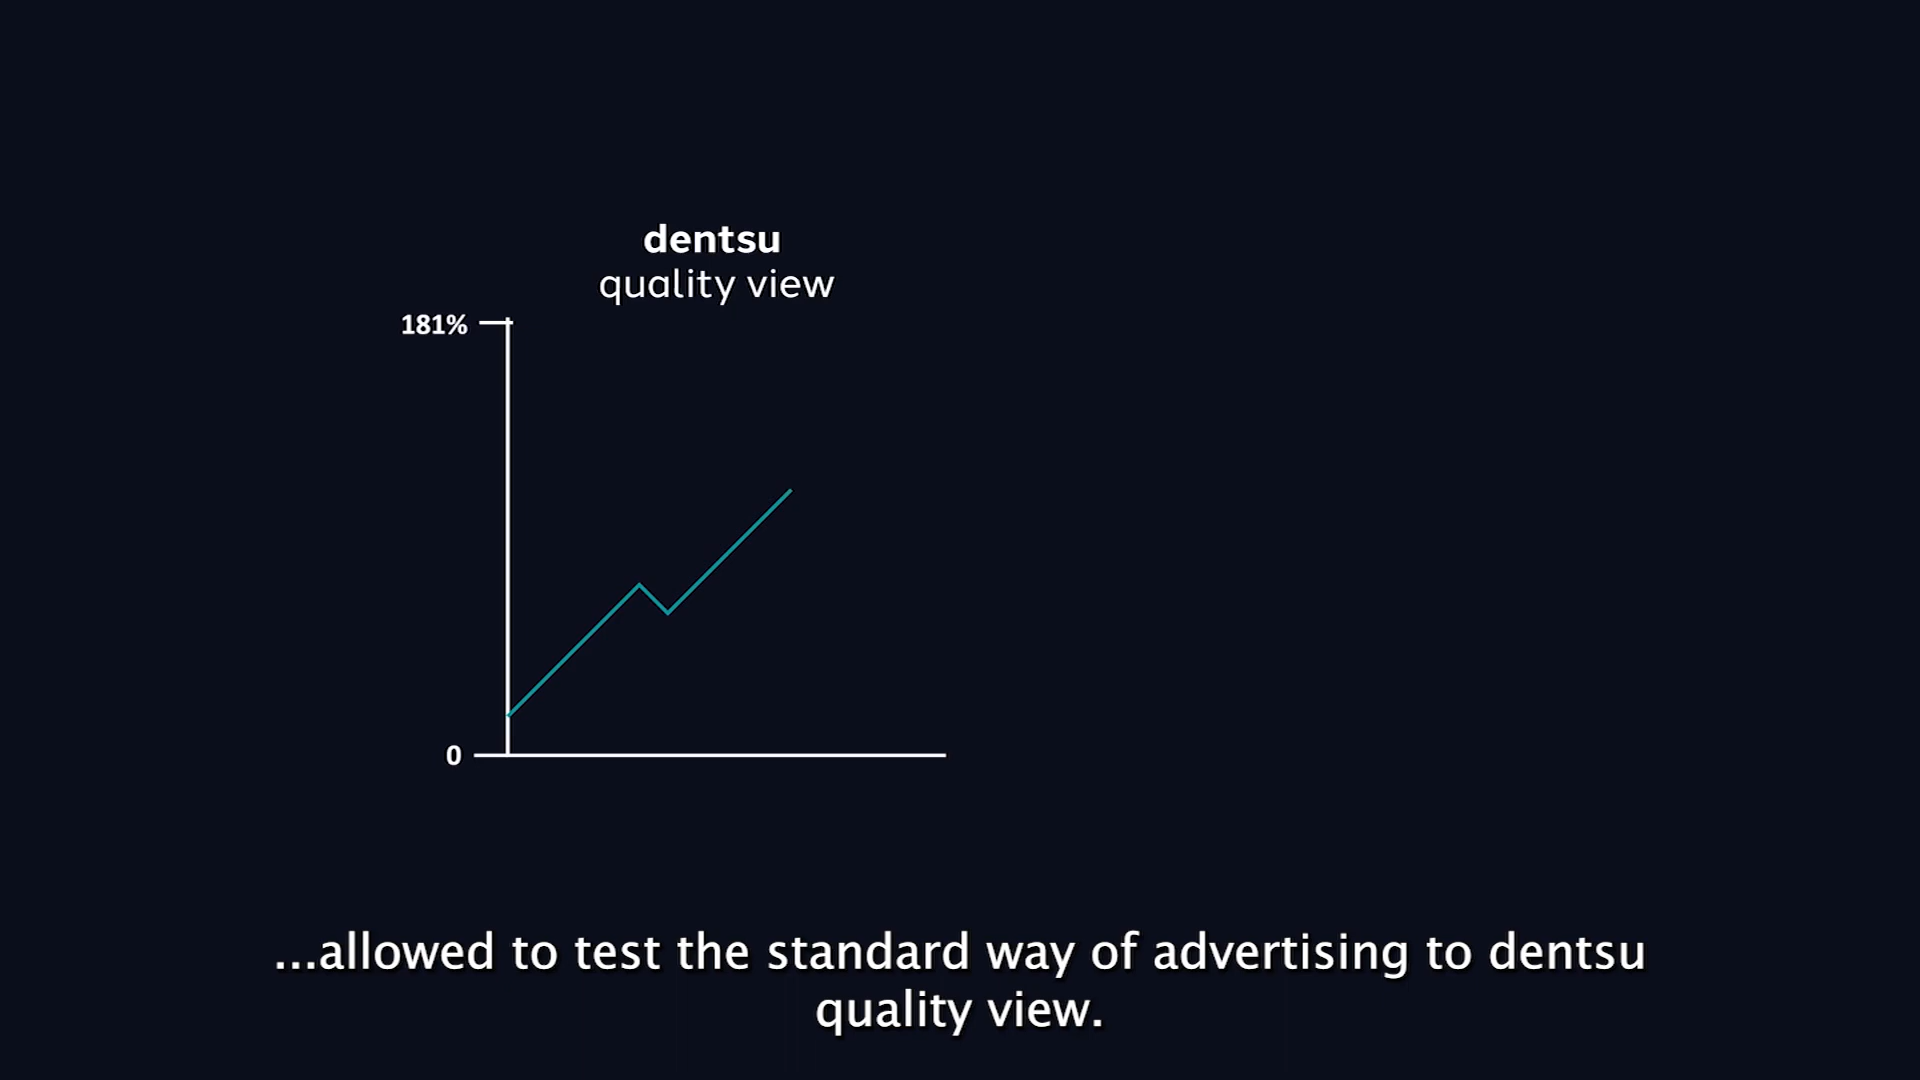 dentsu
quality view
181%
0
...allowed to test the standard way of advertising to dentsu
quality view.